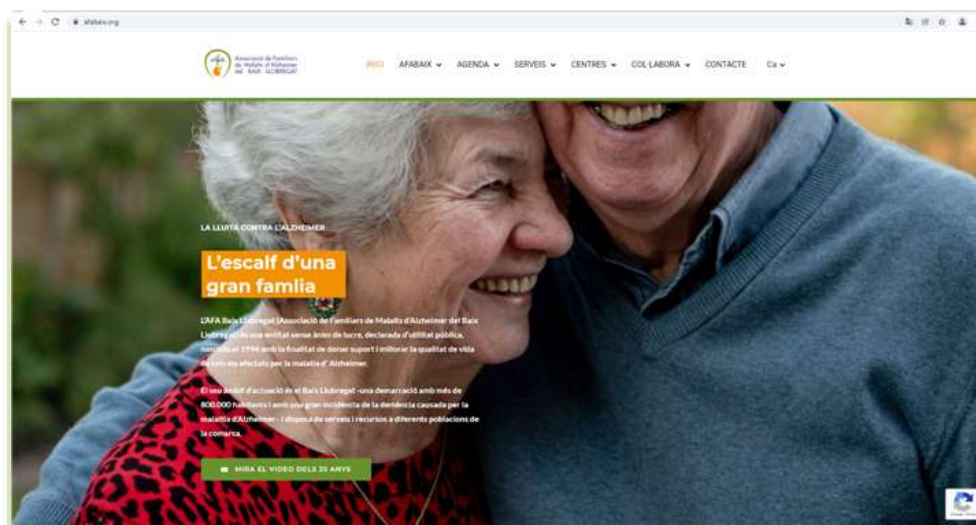 afabaix.org
Associació de Familiars
de Malalts d'Alzheimer
del BAIX LLOBREGAT
INICI AFABAIX AGENDA SERVEIS CENTRES COL·LABORA CONTACTE Ca
LA LLUITA CONTRA L'ALZHEIMER
L'escalf d'una
gran famlia
L'AFA Baix Llobregat (Associació de Familiars de Malalts d'Alzheimer del Baix
Llobregat) és una entitat sense ànim de lucre, declarada d'utilitat pública,
nascuda el 1994 amb la finalitat de donar suport i millorar la qualitat de vida
de tots els afectats per la malaltia d' Alzheimer.
El seu àmbit d'actuació és el Baix Llobregat -una demarcació amb més de
800.000 habitants i amb una gran incidència de la demència causada per la
malaltia d'Alzheimer- i disposa de serveis i recursos a diferents poblacions de
la comarca.
MIRA EL VIDEO DELS 25 ANYS